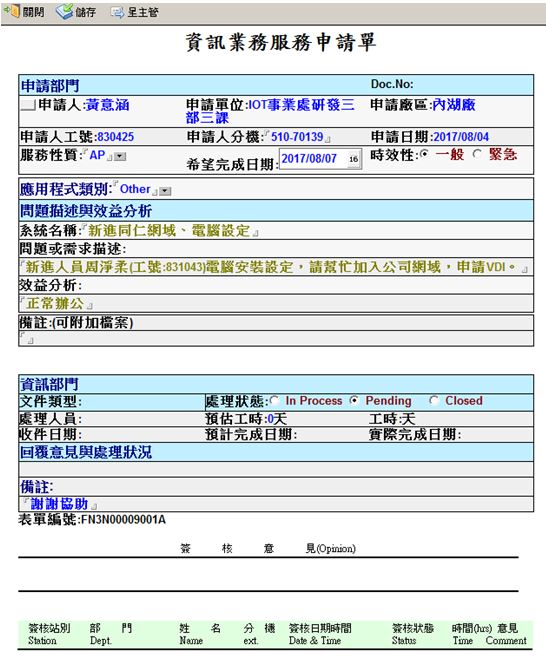 關閉 儲存 呈主管
資訊業務服務申請單
申請部門 Doc.No:
申請人:黃意涵 申請單位:IOT事業處研發三部三課 申請廠區:內湖廠
申請人工號:830425 申請人分機:510-70139 申請日期:2017/08/04
服務性質:AP 希望完成日期:2017/08/07 16 時效性: 一般 緊急
應用程式類別:Other
問題描述與效益分析
系統名稱:新進同仁網域、電腦設定
問題或需求描述:
新進人員周淨柔(工號:831043)電腦安裝設定，請幫忙加入公司網域，申請VDI。
效益分析:
正常辦公
備註:(可附加檔案)
資訊部門
文件類型: 處理狀態: In Process Pending Closed
處理人員: 預估工時:0天 工時:天
收件日期: 預計完成日期: 實際完成日期:
回覆意見與處理狀況
備註:
謝謝協助
表單編號:FN3N00009001A
簽 核 意 見(Opinion)
簽核站別 部 門 姓 名 分 機 簽核日期時間 簽核狀態 時間(hrs) 意見
Station Dept. Name ext. Date & Time Status Time Comment